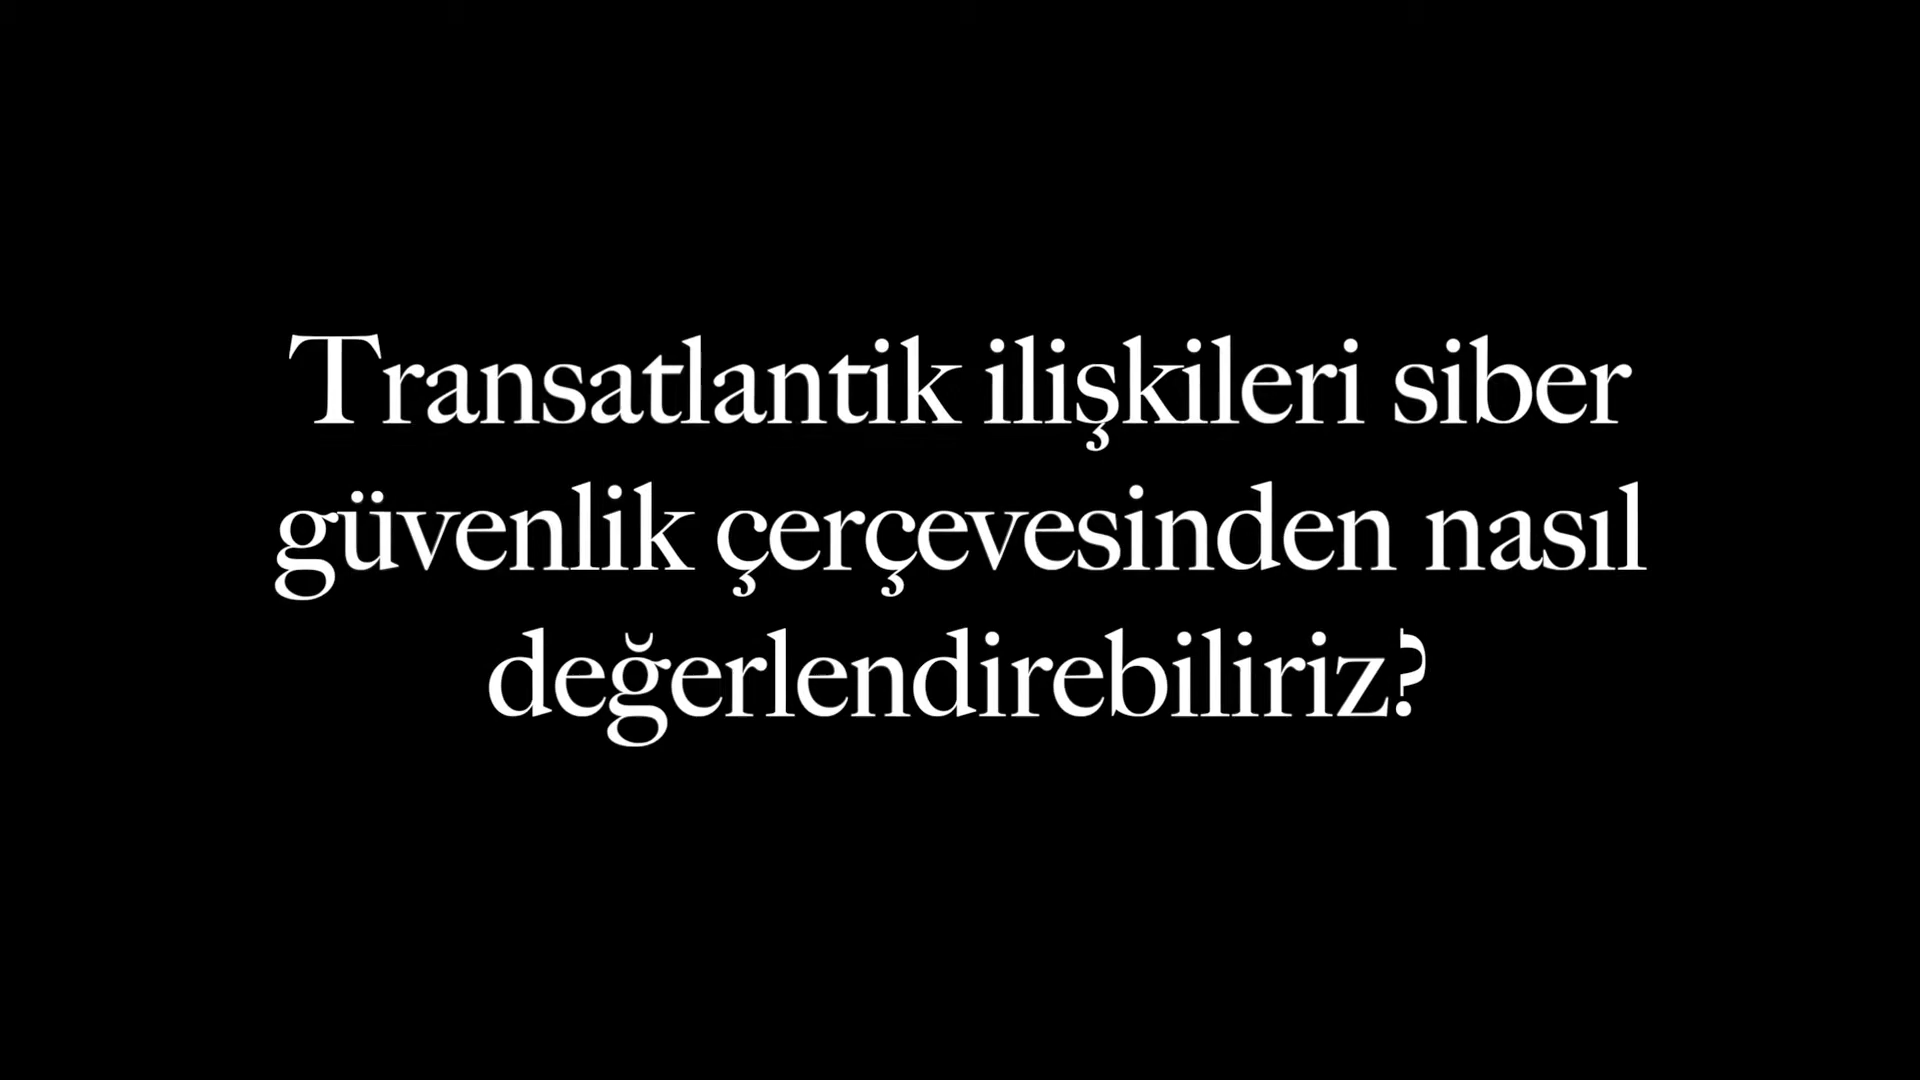 Transatlantik ilişkileri siber
güvenlik çerçevesinden nasıl
değerlendirebiliriz?